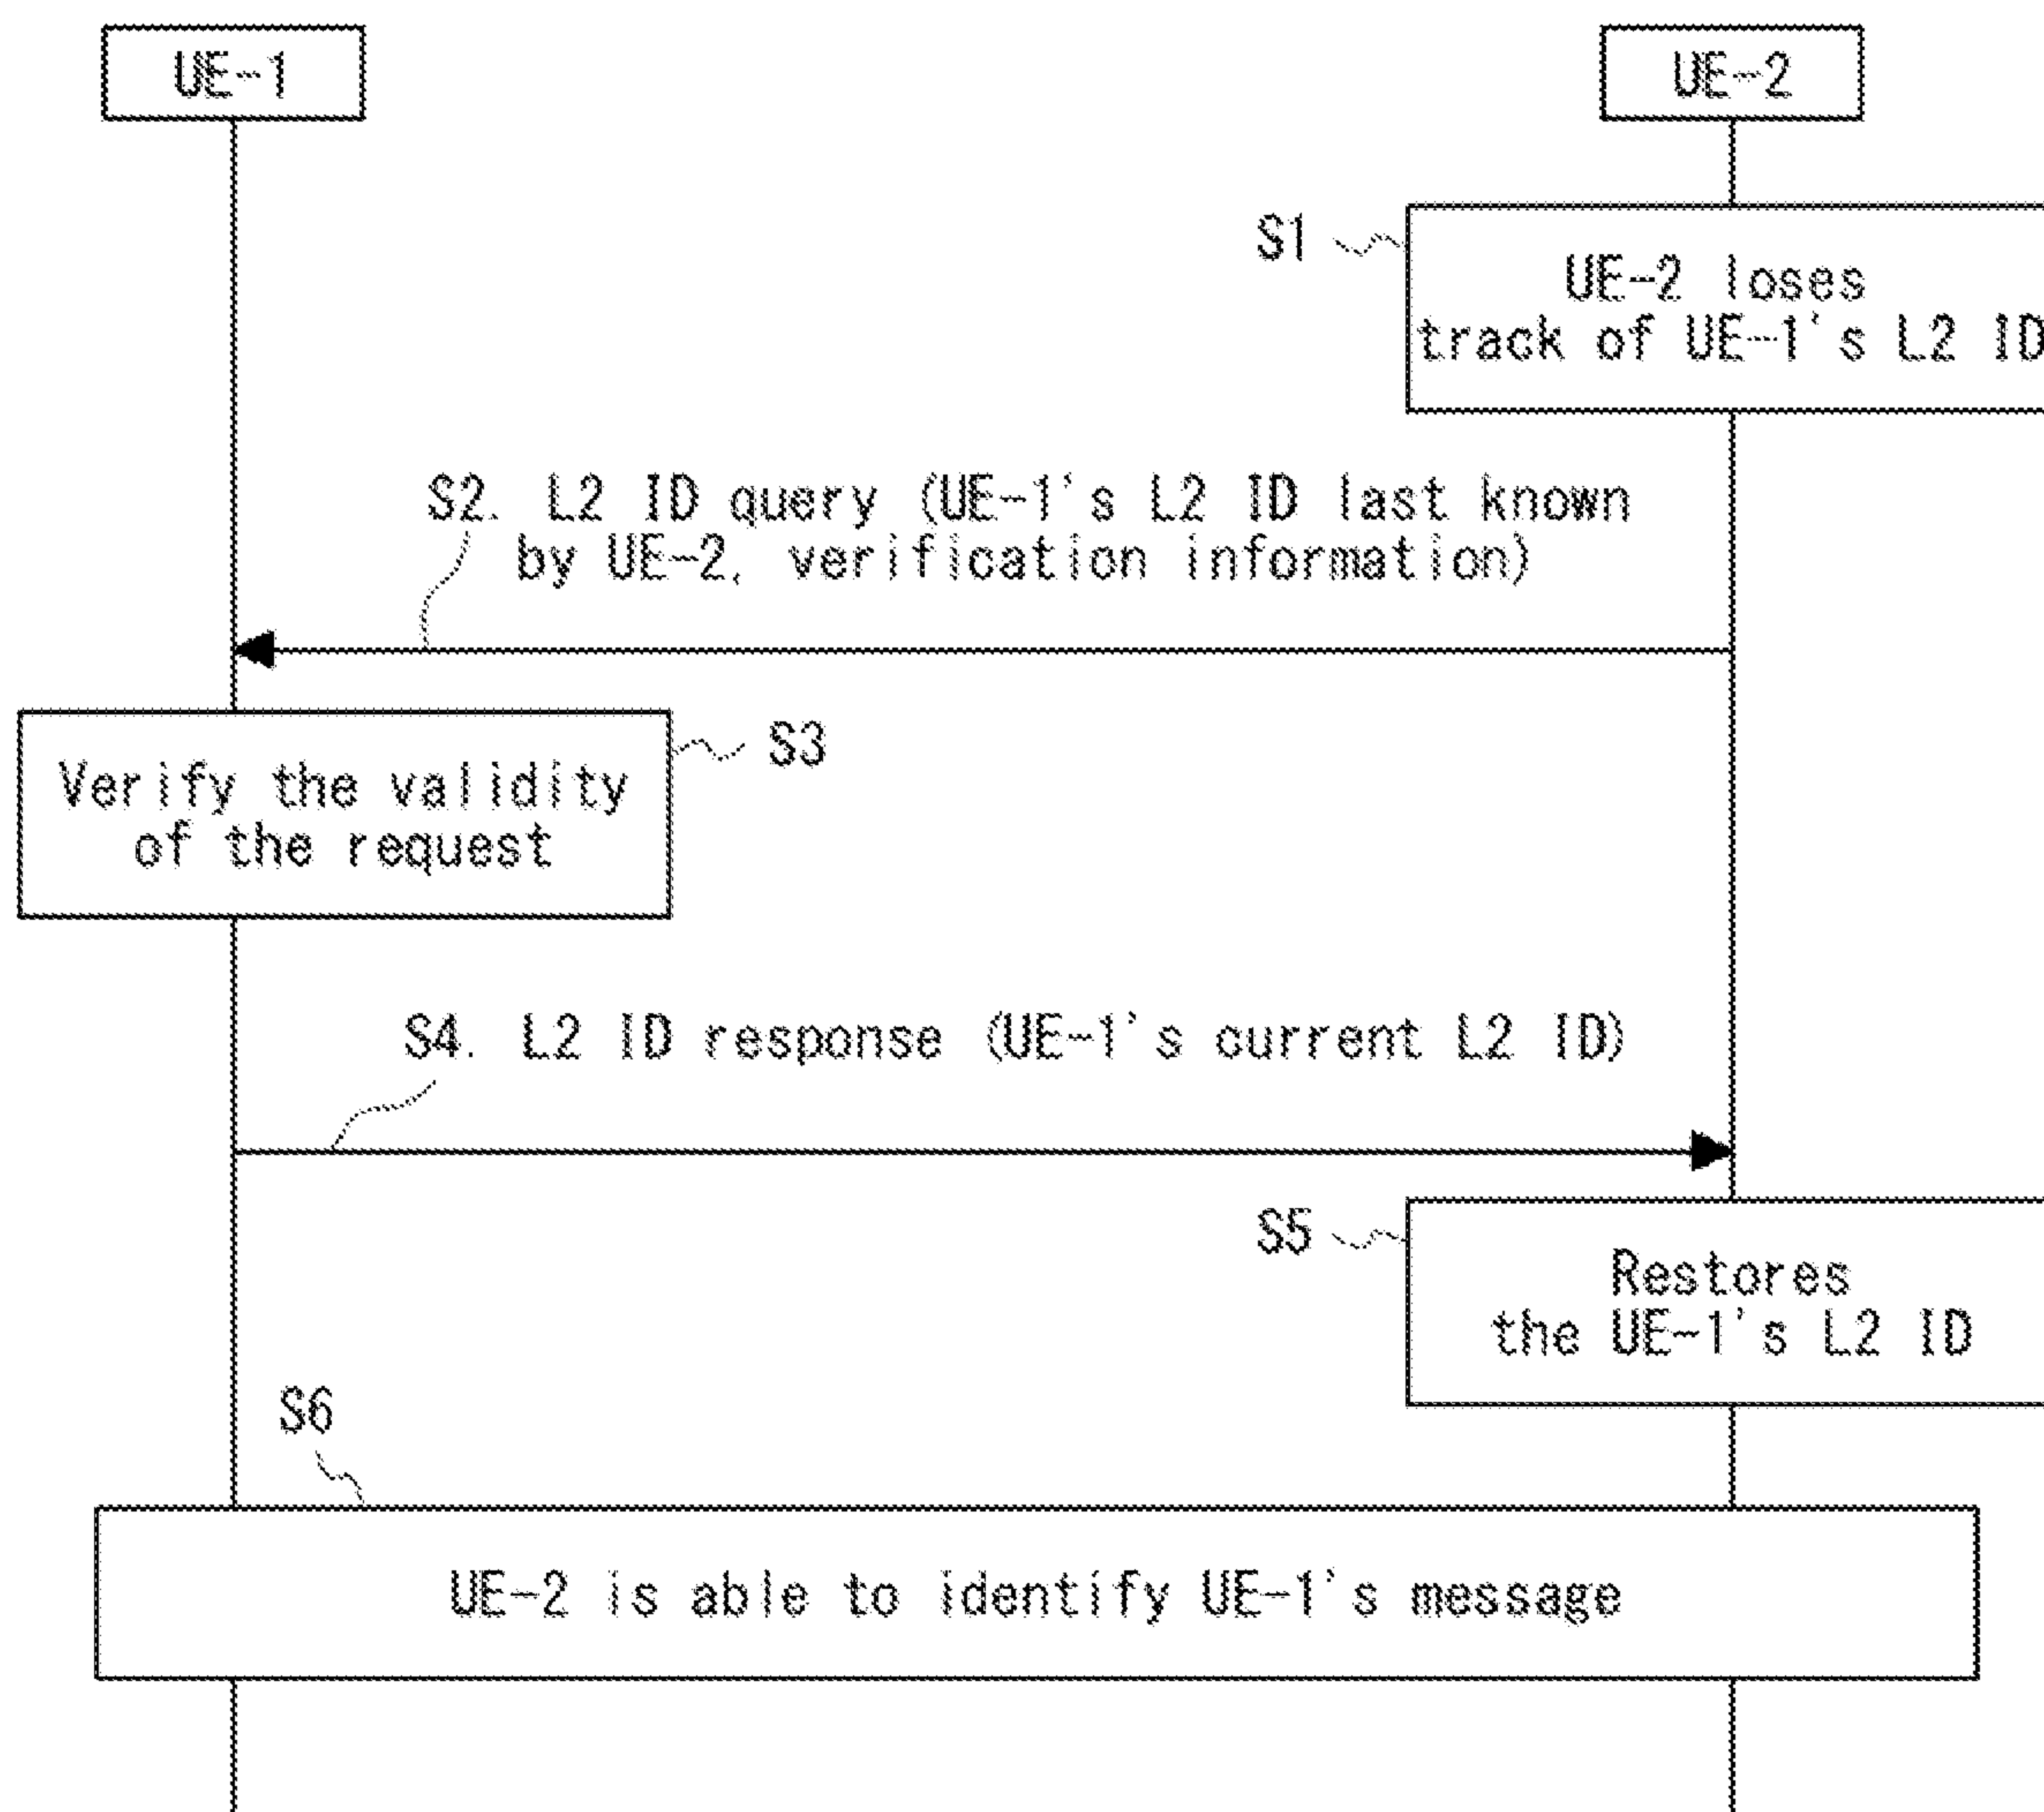 UE-1
UE-2
S1
UE-2 loses
track of UE-1's L2 ID
S2. L2 ID query (UE-1's L2 ID last known
by UE-2, verification information)
S3
Verify the validity
of the request
S4. L2 ID response (UE-1's current L2 ID)
S5
Restores
the UE-1's L2 ID
S6
UE-2 is able to identify UE-1's message